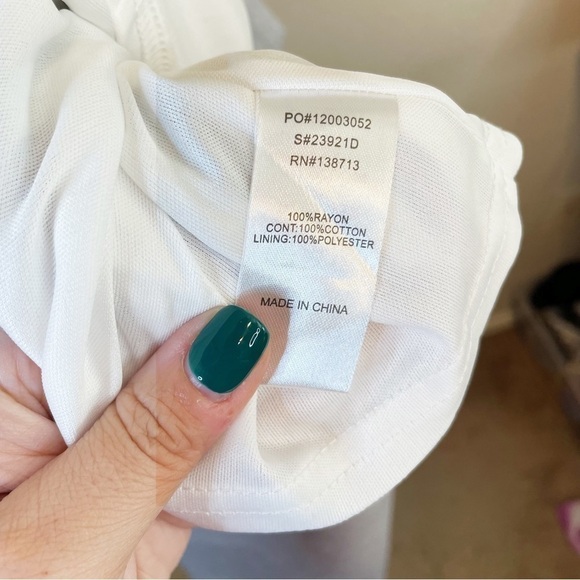 PO#12003052
S#23921D
RN#138713
100%RAYON
CONT:100%COTTON
LINING:100%POLYESTER
MADE IN CHINA